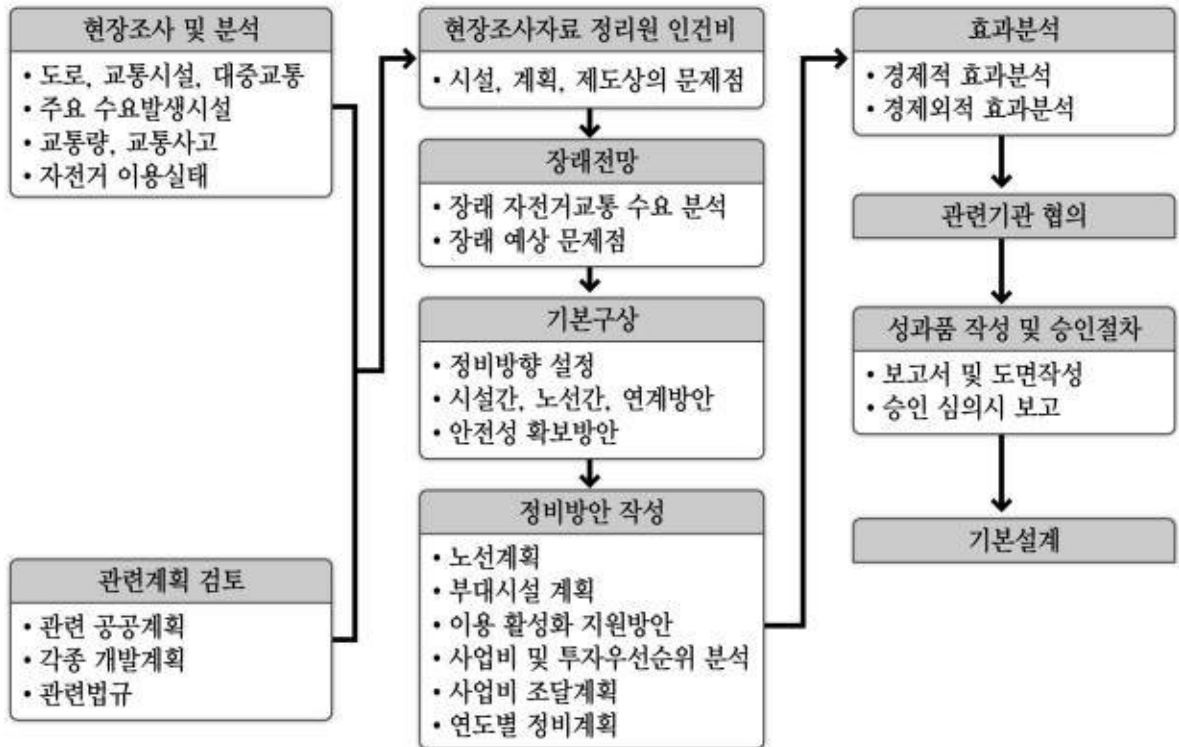 현장조사 및 분석
• 도로, 교통시설, 대중교통
• 주요 수요발생시설
• 교통량, 교통사고
• 자전거 이용실태
관련계획 검토
• 관련 공공계획
• 각종 개발계획
• 관련법규
현장조사자료 정리원 인건비
• 시설, 계획, 제도상의 문제점
장래전망
• 장래 자전거교통 수요 분석
• 장래 예상 문제점
기본구상
• 정비방향 설정
• 시설간, 노선간, 연계방안
• 안전성 확보방안
정비방안 작성
• 노선계획
• 부대시설 계획
• 이용 활성화 지원방안
• 사업비 및 투자우선순위 분석
• 사업비 조달계획
• 연도별 정비계획
효과분석
• 경제적 효과분석
• 경제외적 효과분석
관련기관 협의
성과품 작성 및 승인절차
• 보고서 및 도면작성
• 승인 심의시 보고
기본설계